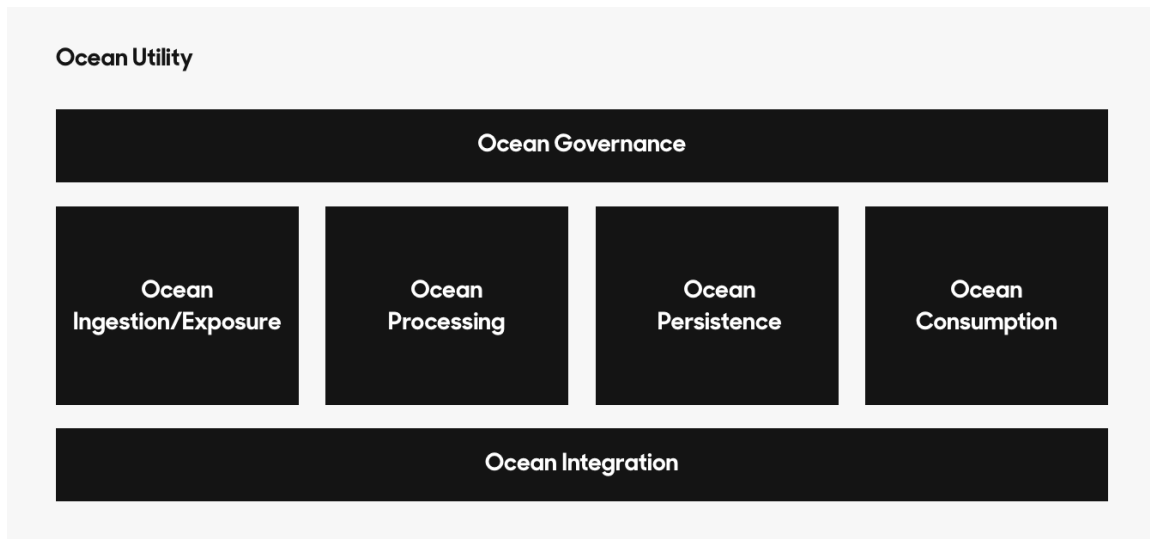 Ocean Utility
Ocean Governance
Ocean
Ingestion/Exposure
Ocean
Processing
Ocean
Persistence
Ocean
Consumption
Ocean Integration